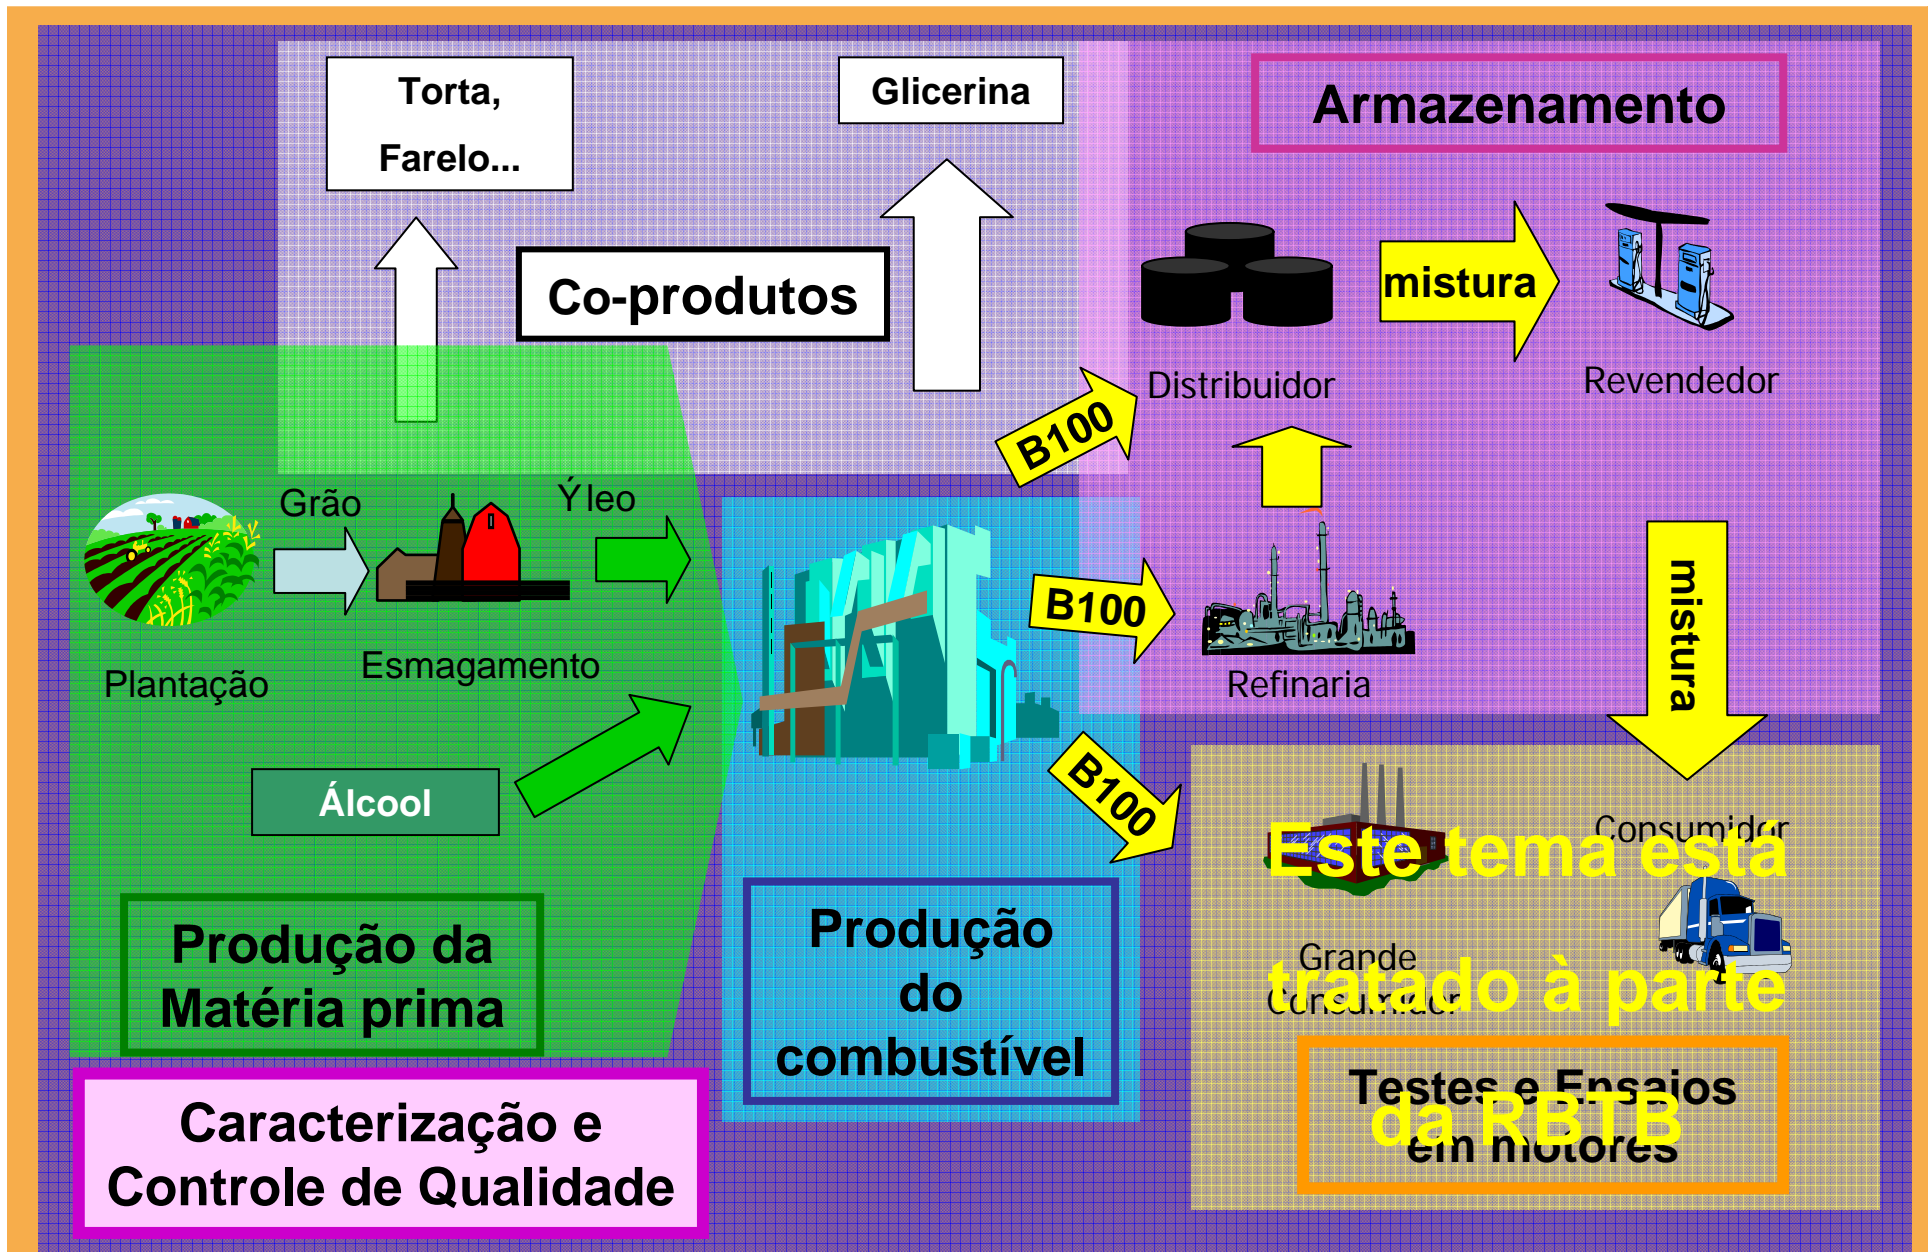 Torta,
Farelo...
Glicerina
Armazenamento
Co-produtos
mistura
Distribuidor
Revendedor
B100
Grão
Ýleo
B100
mistura
Plantação
Esmagamento
Refinaria
Álcool
B100
Consumidor
Este tema está
Grande
Consumidor
tratado à parte
da RBTB
Produção da
Matéria prima
Produção
do
combustível
Testes e Ensaios
em motores
Caracterização e
Controle de Qualidade